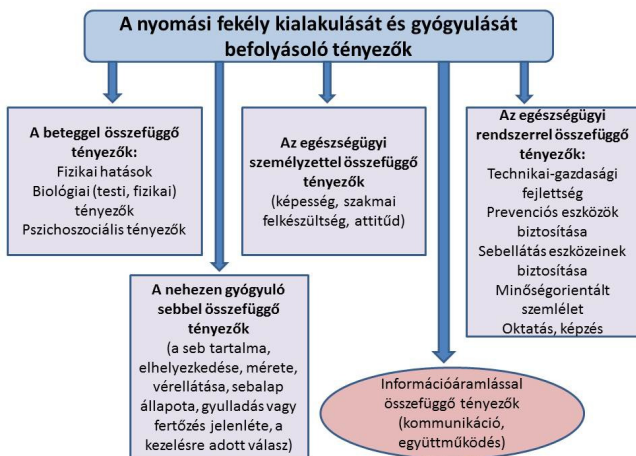 A nyomási fekély kialakulását és gyógyulását
befolyásoló tényezők
A beteggel összefüggő
tényezők:
Fizikai hatások
Biológiai (testi, fizikai)
tényezők
Pszichoszociális tényezők
Az egészségügyi
személyzettel összefüggő
tényezők
(képesség, szakmai
felkészültség, attitűd)
Az egészségügyi
rendszerrel összefüggő
tényezők:
Technikai-gazdasági
fejlettség
Prevenciós eszközök
biztosítása
Sebellátás eszközeinek
biztosítása
Minőségorientált
szemlélet
Oktatás, képzés
A nehezen gyógyuló
sebbel összefüggő
tényezők
(a seb tartalma,
elhelyezkedése, mérete,
vérellátása, sebalap
állapota, gyulladás vagy
fertőzés jelenléte, a
kezelésre adott válasz)
Információáramlással
összefüggő tényezők
(kommunikáció,
együttműködés)